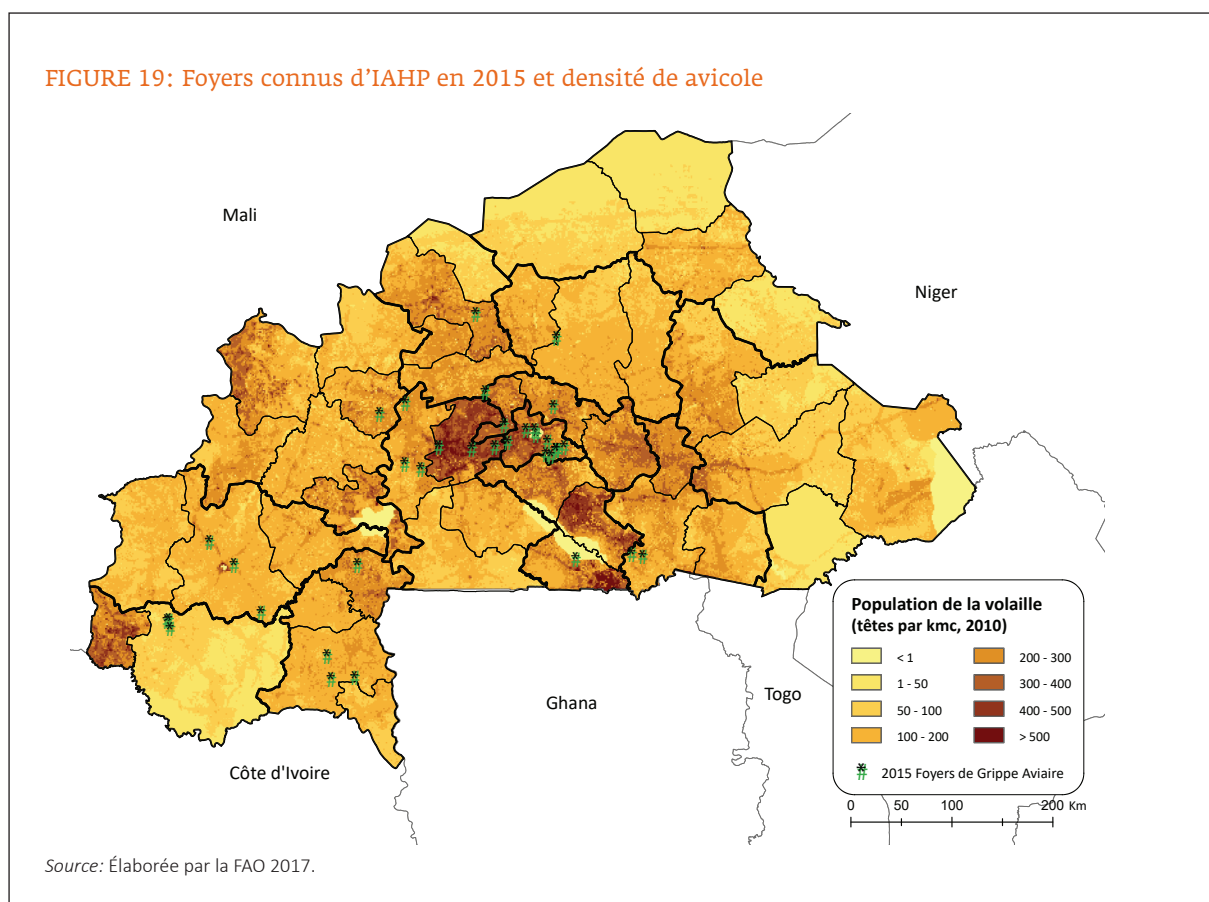 FIGURE 19: Foyers connus d'IAHP en 2015 et densité de avicole
Mali
Niger
Ghana
Togo
Côte d'Ivoire
Population de la volaille
(têtes par kmc, 2010)
< 1
1 - 50
50 - 100
100 - 200
200 - 300
300 - 400
400 - 500
> 500
2015 Foyers de Grippe Aviaire
0 50 100 200 Km
Source: Élaborée par la FAO 2017.